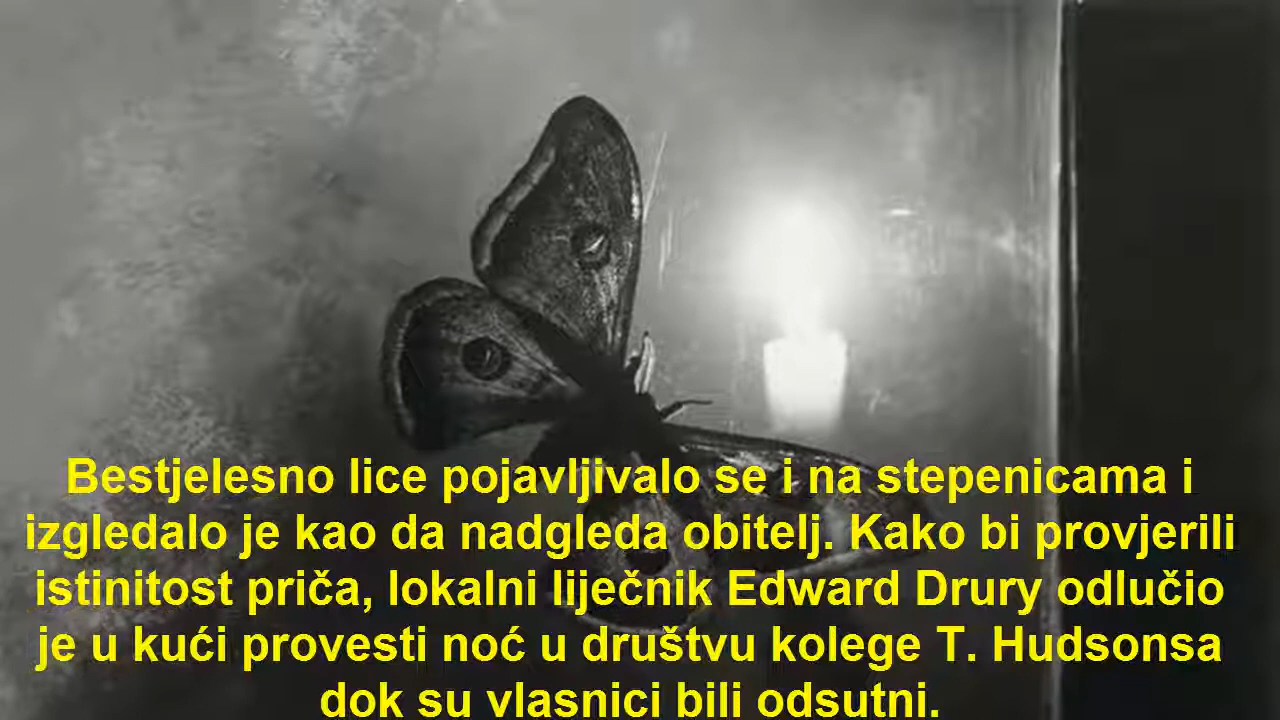 Bestjelesno lice pojavljivalo se i na stepenicama i
izgledalo je kao da nadgleda obitelj. Kako bi provjerili
istinitost priča, lokalni liječnik Edward Drury odlučio
je u kući provesti noć u društvu kolege T. Hudsonsa
dok su vlasnici bili odsutni.